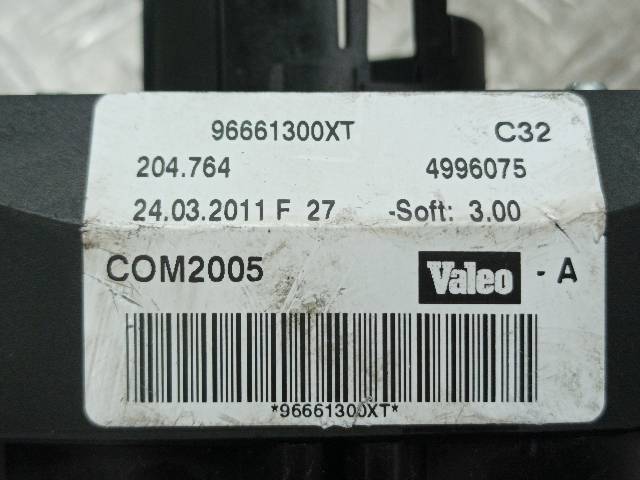 96661300XT C32
204.764 4996075
24.03.2011 F 27 -Soft: 3.00
COM2005 Valeo - A
*96661300XT*